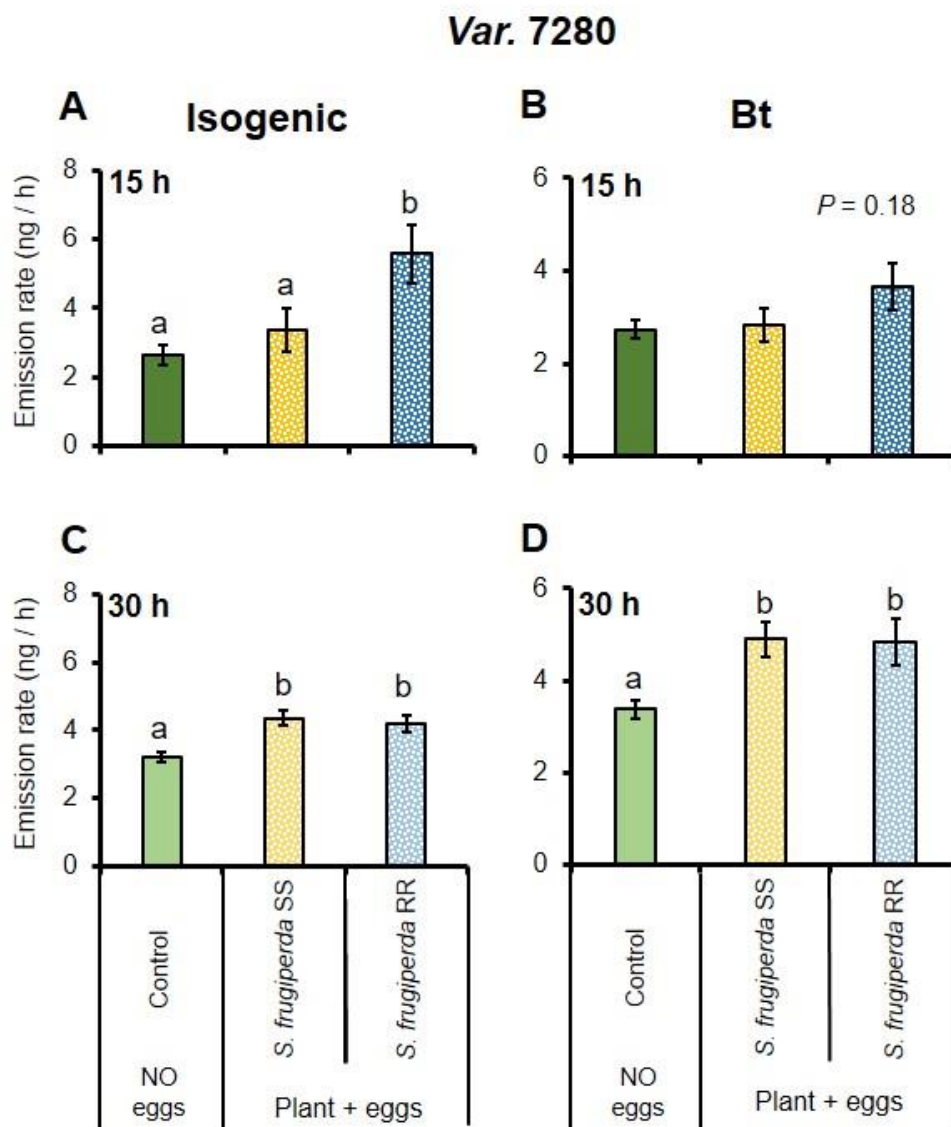 Var. 7280
A
Isogenic
Emission rate (ng / h)
8
6
4
2
0
15 h
a
a
b
B
Bt
6
4
2
0
15 h
P = 0.18
C
Emission rate (ng / h)
8
6
4
2
0
30 h
a
b
b
D
6
4
2
0
30 h
a
b
b
Control
S. frugiperda SS
S. frugiperda RR
NO
eggs
Plant + eggs
Control
S. frugiperda SS
S. frugiperda RR
NO
eggs
Plant + eggs